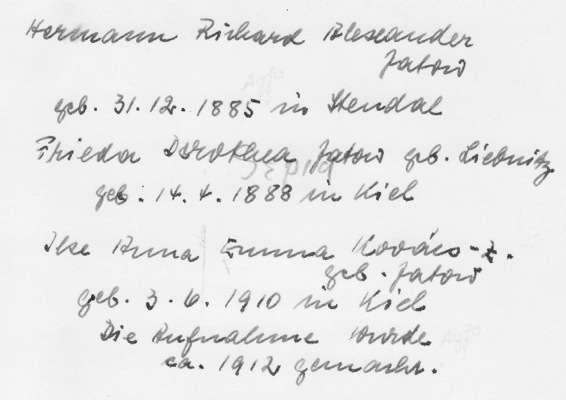 Hermann Richard Alexander
Jatow
geb. 31.12. 1885 in Stendal
Frieda Dorothea Jatow geb. Liebnitz
geb. 14. 4. 1888 in Kiel
Ilse Anna Emma Kovács-Z.
geb. Jatow
geb. 3. 6. 1910 in Kiel
Die Aufnahme wurde
ca. 1912 gemacht.